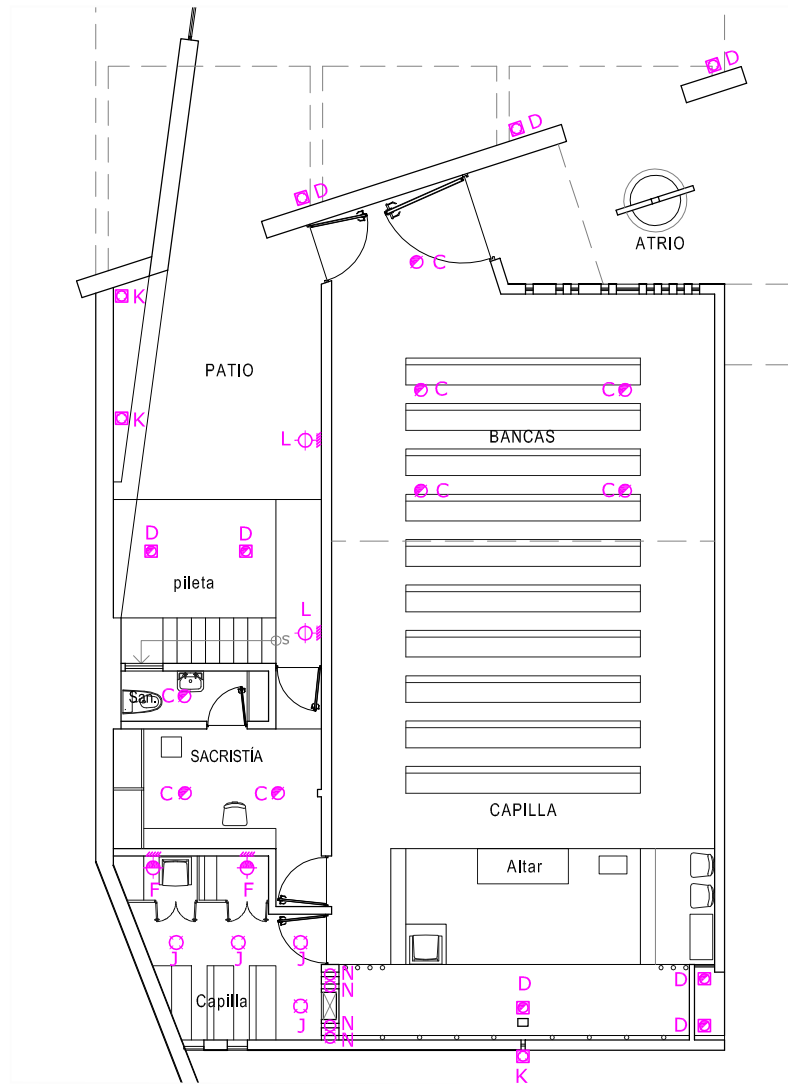 D
D
D
ATRIO
C
K
PATIO
C
C
K
BANCAS
L
C
C
D
D
pileta
L
S
San.
C
SACRISTÍA
C
C
CAPILLA
Altar
F
F
J
J
J
N
D
D
N
Capilla
J
N
D
N
K